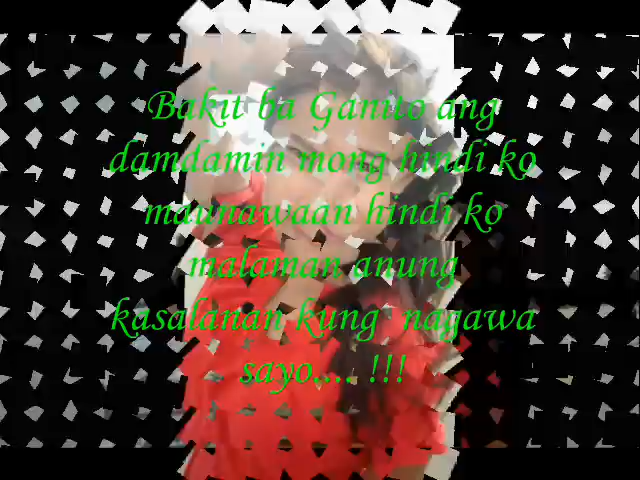 Bakit ba Ganito ang
damdamin mong hindi ko
maunawaan hindi ko
malaman anung
kasalanan kung nagawa
sayo.... !!!